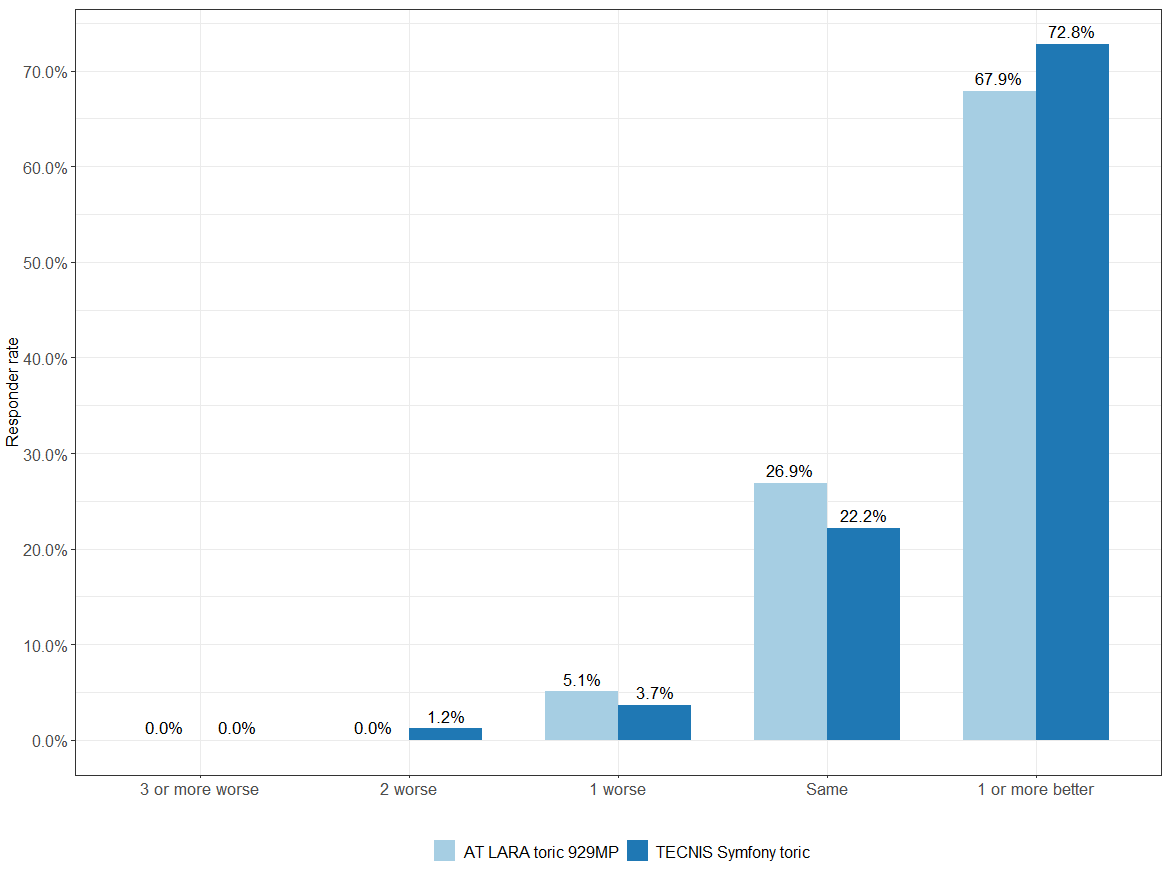 72.8%
67.9%
26.9%
22.2%
5.1%
3.7%
0.0%
0.0%
0.0%
1.2%
70.0%
60.0%
50.0%
40.0%
30.0%
20.0%
10.0%
0.0%
Responder rate
3 or more worse
2 worse
1 worse
Same
1 or more better
AT LARA toric 929MP
TECNIS Symfony toric